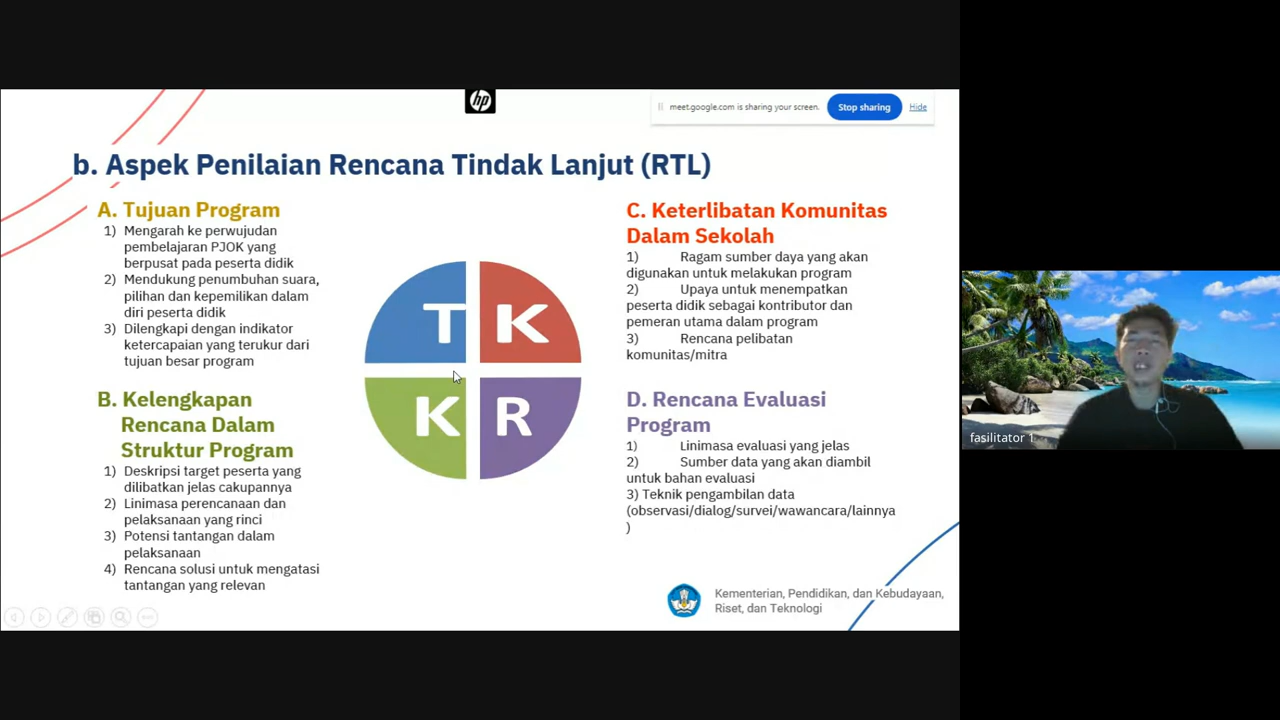 hp
meet.google.com is sharing your screen.
Stop sharing
Hide
b. Aspek Penilaian Rencana Tindak Lanjut (RTL)
A. Tujuan Program
1) Mengarah ke perwujudan
pembelajaran PJOK yang
berpusat pada peserta didik
2) Mendukung penumbuhan suara,
pilihan dan kepemilikan dalam
diri peserta didik
3) Dilengkapi dengan indikator
ketercapaian yang terukur dari
tujuan besar program
B. Kelengkapan
Rencana Dalam
Struktur Program
1) Deskripsi target peserta yang
dilibatkan jelas cakupannya
2) Linimasa perencanaan dan
pelaksanaan yang rinci
3) Potensi tantangan dalam
pelaksanaan
4) Rencana solusi untuk mengatasi
tantangan yang relevan
T K
K R
C. Keterlibatan Komunitas
Dalam Sekolah
1) Ragam sumber daya yang akan
digunakan untuk melakukan program
2) Upaya untuk menempatkan
peserta didik sebagai kontributor dan
pemeran utama dalam program
3) Rencana pelibatan
komunitas/mitra
D. Rencana Evaluasi
Program
1) Linimasa evaluasi yang jelas
2) Sumber data yang akan diambil
untuk bahan evaluasi
3) Teknik pengambilan data
(observasi/dialog/survei/wawancara/lainnya
)
Kementerian, Pendidikan, dan Kebudayaan,
Riset, dan Teknologi
fasilitator 1